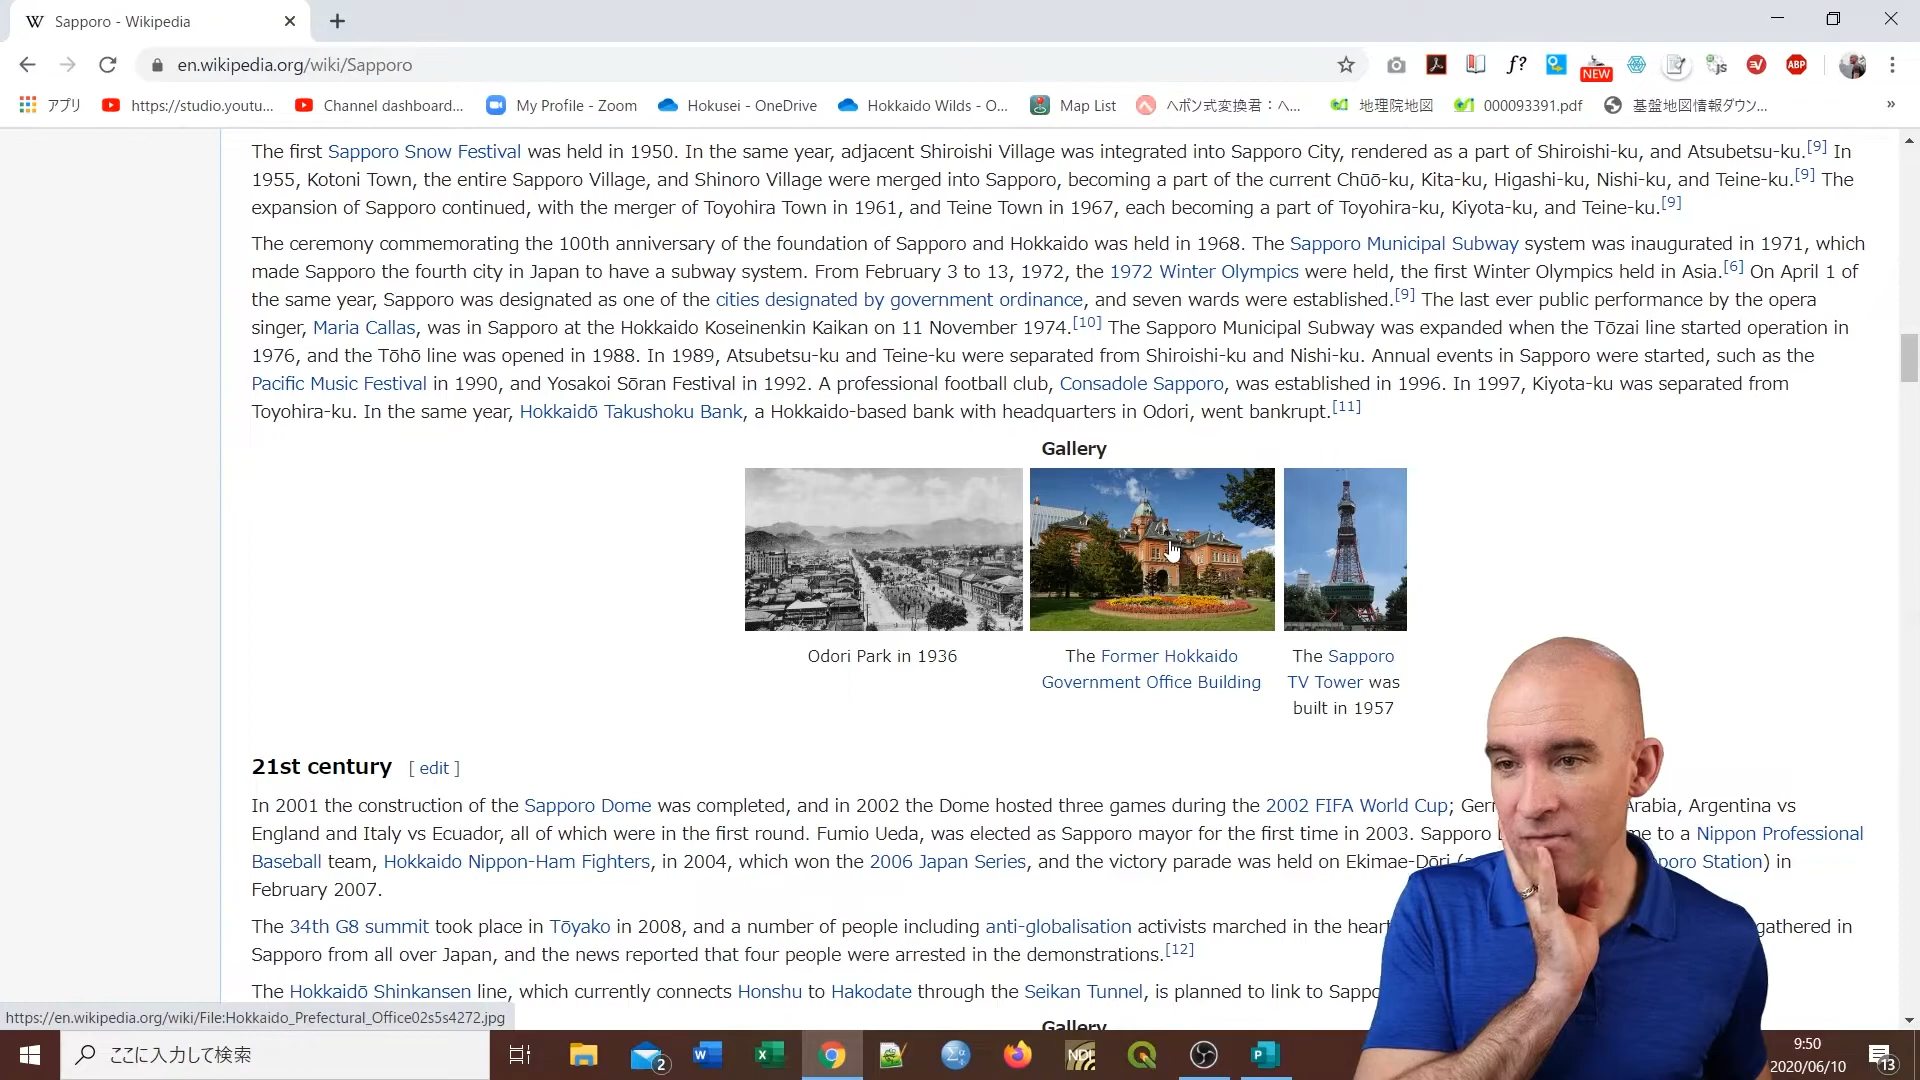 Sapporo - Wikipedia
en.wikipedia.org/wiki/Sapporo
NEW
ABP
アプリ
https://studio.youtu...
Channel dashboard...
My Profile - Zoom
Hokusei - OneDrive
Hokkaido Wilds - O...
Map List
ヘボン式変換君：ヘ...
地理院地図
000093391.pdf
基盤地図情報ダウン...
The first Sapporo Snow Festival was held in 1950. In the same year, adjacent Shiroishi Village was integrated into Sapporo City, rendered as a part of Shiroishi-ku, and Atsubetsu-ku.[9] In
1955, Kotoni Town, the entire Sapporo Village, and Shinoro Village were merged into Sapporo, becoming a part of the current Chūō-ku, Kita-ku, Higashi-ku, Nishi-ku, and Teine-ku.[9] The
expansion of Sapporo continued, with the merger of Toyohira Town in 1961, and Teine Town in 1967, each becoming a part of Toyohira-ku, Kiyota-ku, and Teine-ku.[9]
The ceremony commemorating the 100th anniversary of the foundation of Sapporo and Hokkaido was held in 1968. The Sapporo Municipal Subway system was inaugurated in 1971, which
made Sapporo the fourth city in Japan to have a subway system. From February 3 to 13, 1972, the 1972 Winter Olympics were held, the first Winter Olympics held in Asia.[6] On April 1 of
the same year, Sapporo was designated as one of the cities designated by government ordinance, and seven wards were established.[9] The last ever public performance by the opera
singer, Maria Callas, was in Sapporo at the Hokkaido Koseinenkin Kaikan on 11 November 1974.[10] The Sapporo Municipal Subway was expanded when the Tōzai line started operation in
1976, and the Tōhō line was opened in 1988. In 1989, Atsubetsu-ku and Teine-ku were separated from Shiroishi-ku and Nishi-ku. Annual events in Sapporo were started, such as the
Pacific Music Festival in 1990, and Yosakoi Sōran Festival in 1992. A professional football club, Consadole Sapporo, was established in 1996. In 1997, Kiyota-ku was separated from
Toyohira-ku. In the same year, Hokkaidō Takushoku Bank, a Hokkaido-based bank with headquarters in Odori, went bankrupt.[11]
Gallery
Odori Park in 1936
The Former Hokkaido
Government Office Building
The Sapporo
TV Tower was
built in 1957
21st century [ edit ]
In 2001 the construction of the Sapporo Dome was completed, and in 2002 the Dome hosted three games during the 2002 FIFA World Cup; Ger Arabia, Argentina vs
England and Italy vs Ecuador, all of which were in the first round. Fumio Ueda, was elected as Sapporo mayor for the first time in 2003. Sapporo me to a Nippon Professional
Baseball team, Hokkaido Nippon-Ham Fighters, in 2004, which won the 2006 Japan Series, and the victory parade was held on Ekimae-Dōri poro Station) in
February 2007.
The 34th G8 summit took place in Tōyako in 2008, and a number of people including anti-globalisation activists marched in the heart gathered in
Sapporo from all over Japan, and the news reported that four people were arrested in the demonstrations.[12]
The Hokkaidō Shinkansen line, which currently connects Honshu to Hakodate through the Seikan Tunnel, is planned to link to Sappo
Gallery
https://en.wikipedia.org/wiki/File:Hokkaido_Prefectural_Office02s5s4272.jpg
ここに入力して検索
2
9:50
2020/06/10
13